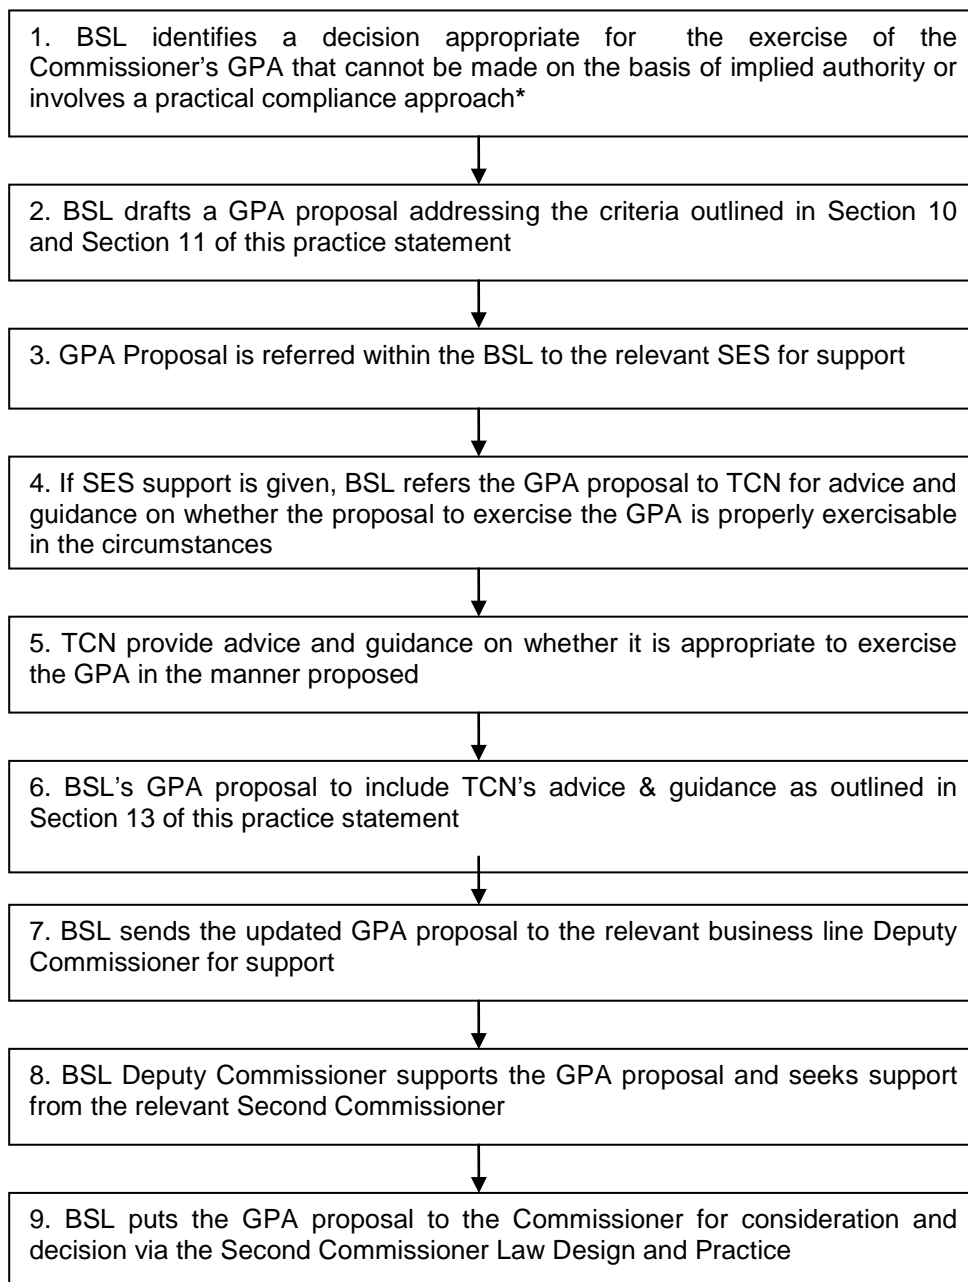 1. BSL identifies a decision appropriate for the exercise of the
Commissioner's GPA that cannot be made on the basis of implied authority or
involves a practical compliance approach*
2. BSL drafts a GPA proposal addressing the criteria outlined in Section 10
and Section 11 of this practice statement
3. GPA Proposal is referred within the BSL to the relevant SES for support
4. If SES support is given, BSL refers the GPA proposal to TCN for advice and
guidance on whether the proposal to exercise the GPA is properly exercisable
in the circumstances
5. TCN provide advice and guidance on whether it is appropriate to exercise
the GPA in the manner proposed
6. BSL's GPA proposal to include TCN's advice & guidance as outlined in
Section 13 of this practice statement
7. BSL sends the updated GPA proposal to the relevant business line Deputy
Commissioner for support
8. BSL Deputy Commissioner supports the GPA proposal and seeks support
from the relevant Second Commissioner
9. BSL puts the GPA proposal to the Commissioner for consideration and
decision via the Second Commissioner Law Design and Practice